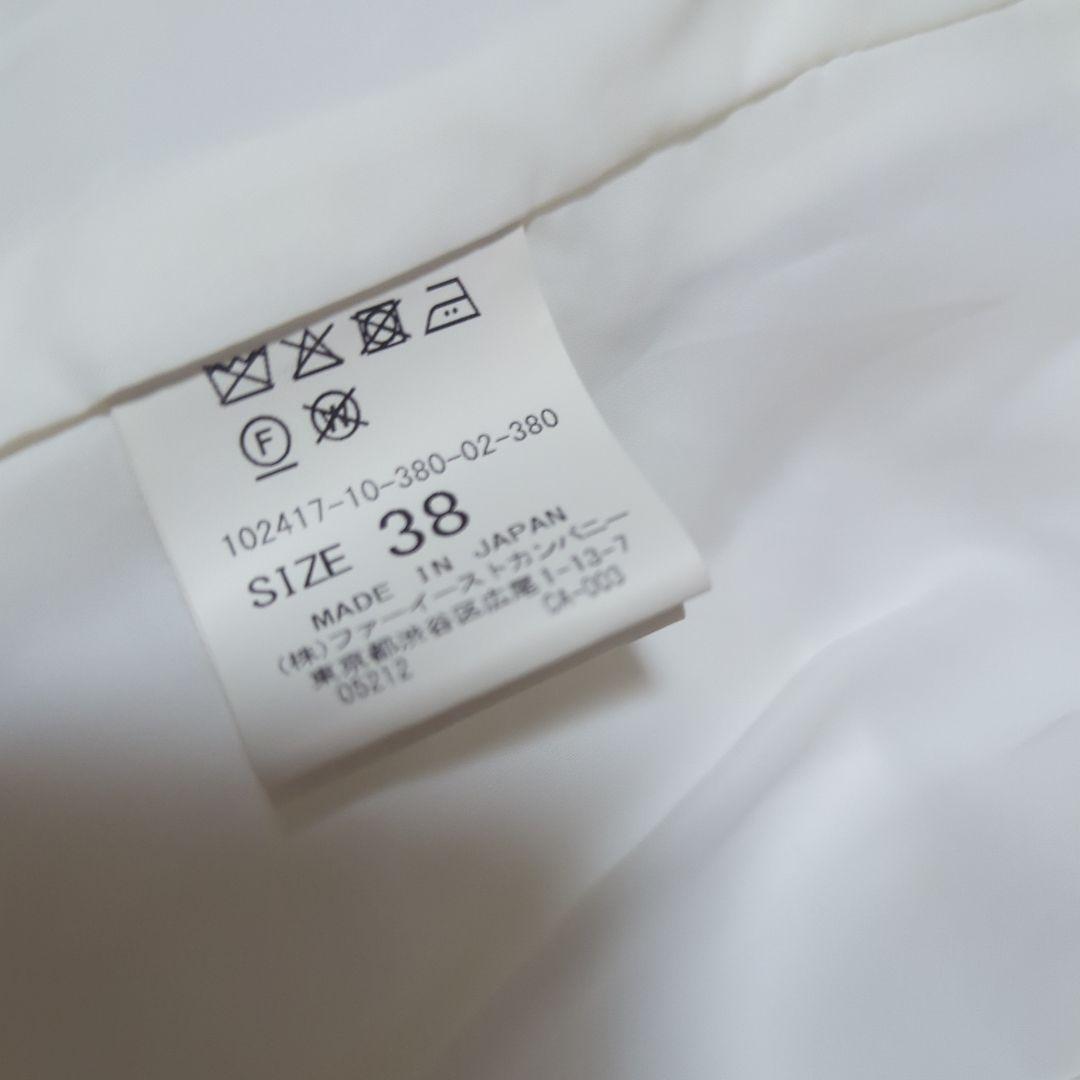 F W
102417-10-380-02-380
SIZE 38
MADE IN JAPAN
(株)ファーイーストカンパニー
東京都渋谷区広尾1-13-7
05212 CA-003